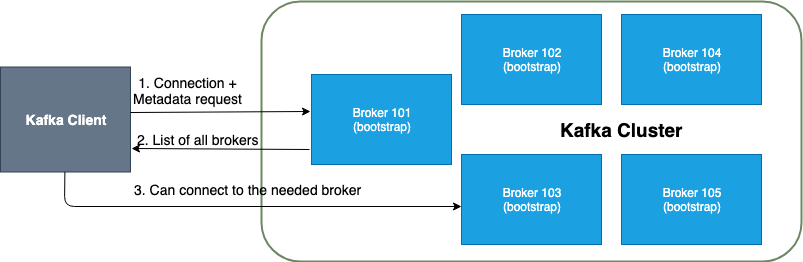 Kafka Client
1. Connection +
Metadata request
2. List of all brokers
3. Can connect to the needed broker
Broker 101
(bootstrap)
Broker 102
(bootstrap)
Broker 104
(bootstrap)
Kafka Cluster
Broker 103
(bootstrap)
Broker 105
(bootstrap)